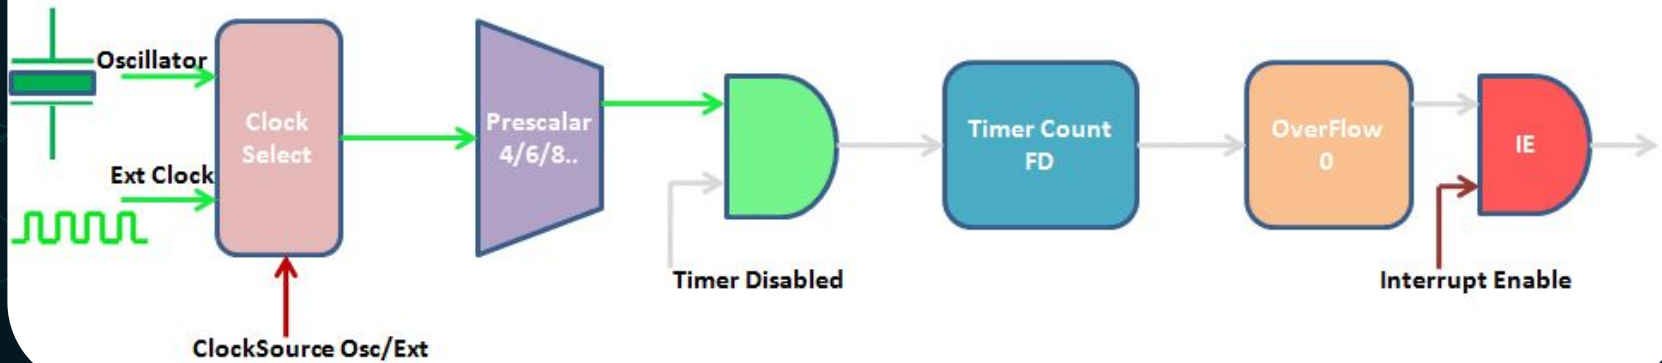 Oscillator
Ext Clock
Clock
Select
ClockSource Osc/Ext
Prescalar
4/6/8..
Timer Disabled
Timer Count
FD
OverFlow
0
IE
Interrupt Enable